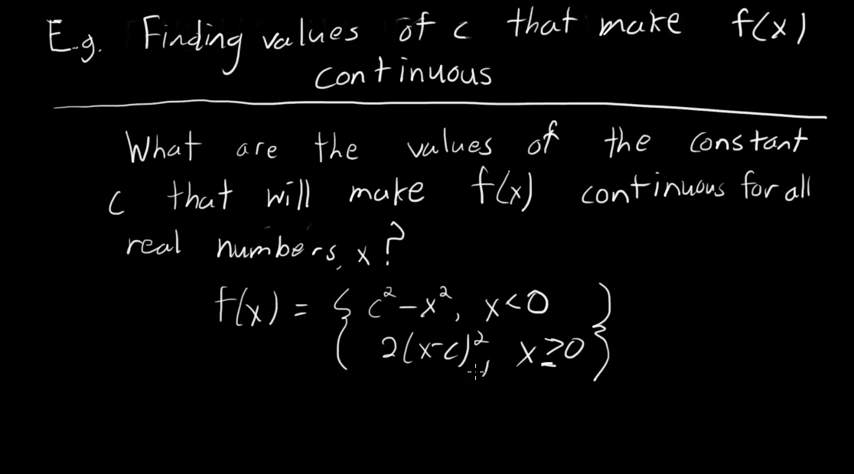 E.g. Finding values of c that make f(x)
continuous
What are the values of the constant
c that will make f(x) continuous for all
real numbers, x?
f(x) = { c² - x², x < 0 }
{ 2(x-c)², x ≥ 0 }